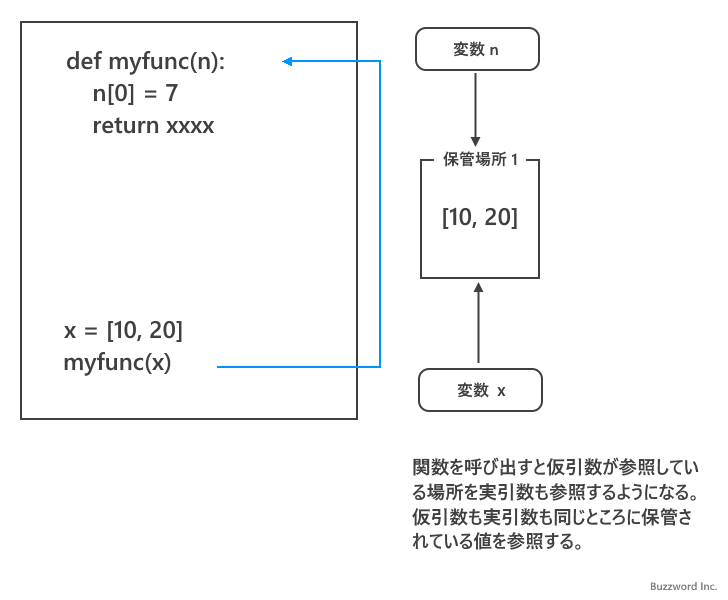 def myfunc(n):
n[0] = 7
return xxxx
x = [10, 20]
myfunc(x)
変数 n
保管場所 1
[10, 20]
変数 x
関数を呼び出すと仮引数が参照してい
る場所を実引数も参照するようになる。
仮引数も実引数も同じところに保管さ
れている値を参照する。
Buzzword Inc.